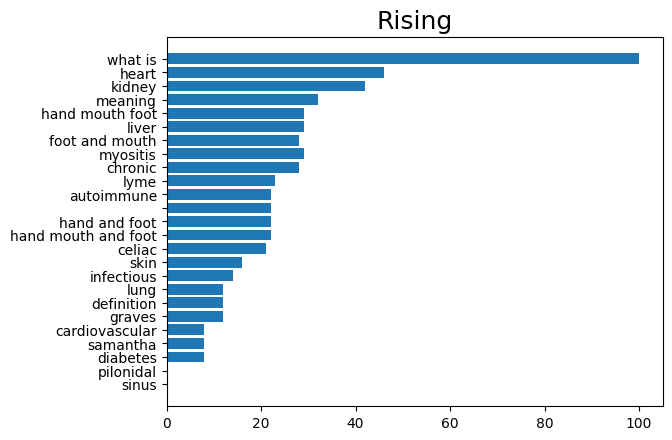 Rising
what is
heart
kidney
meaning
hand mouth foot
liver
foot and mouth
myositis
chronic
lyme
autoimmune
hand and foot
hand mouth and foot
celiac
skin
infectious
lung
definition
graves
cardiovascular
samantha
diabetes
pilonidal
sinus
0 20 40 60 80 100